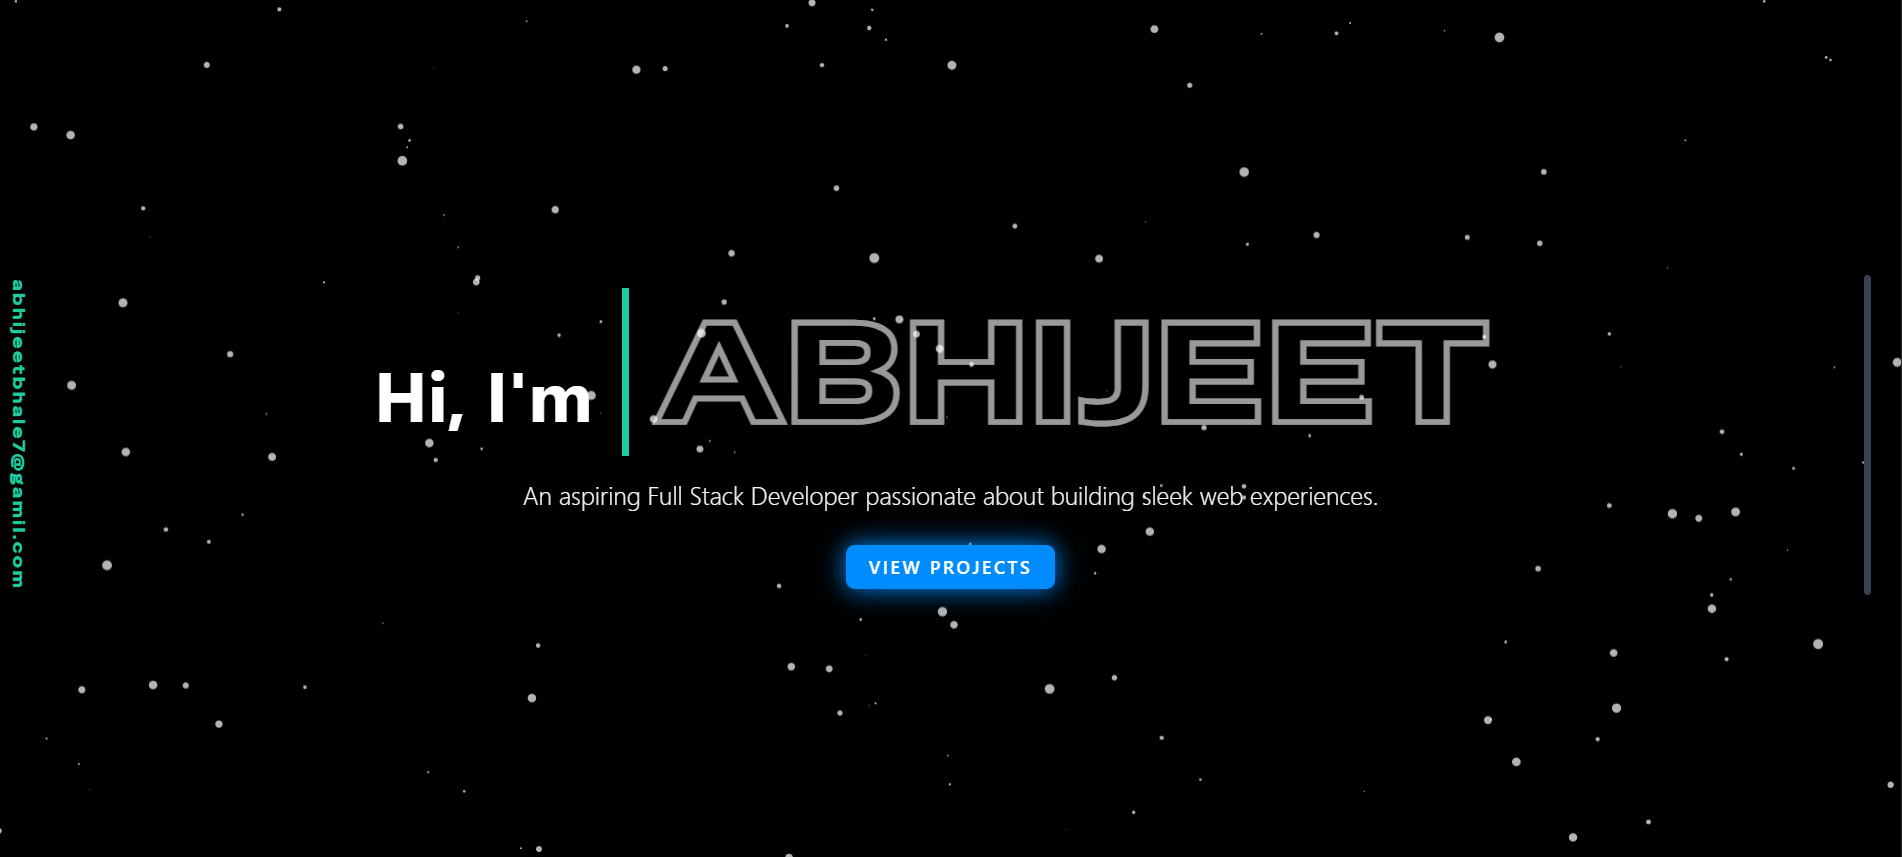 abhijeetbhale7@gamil.com
Hi, I'm ABHIJEET
An aspiring Full Stack Developer passionate about building sleek web experiences.
VIEW PROJECTS